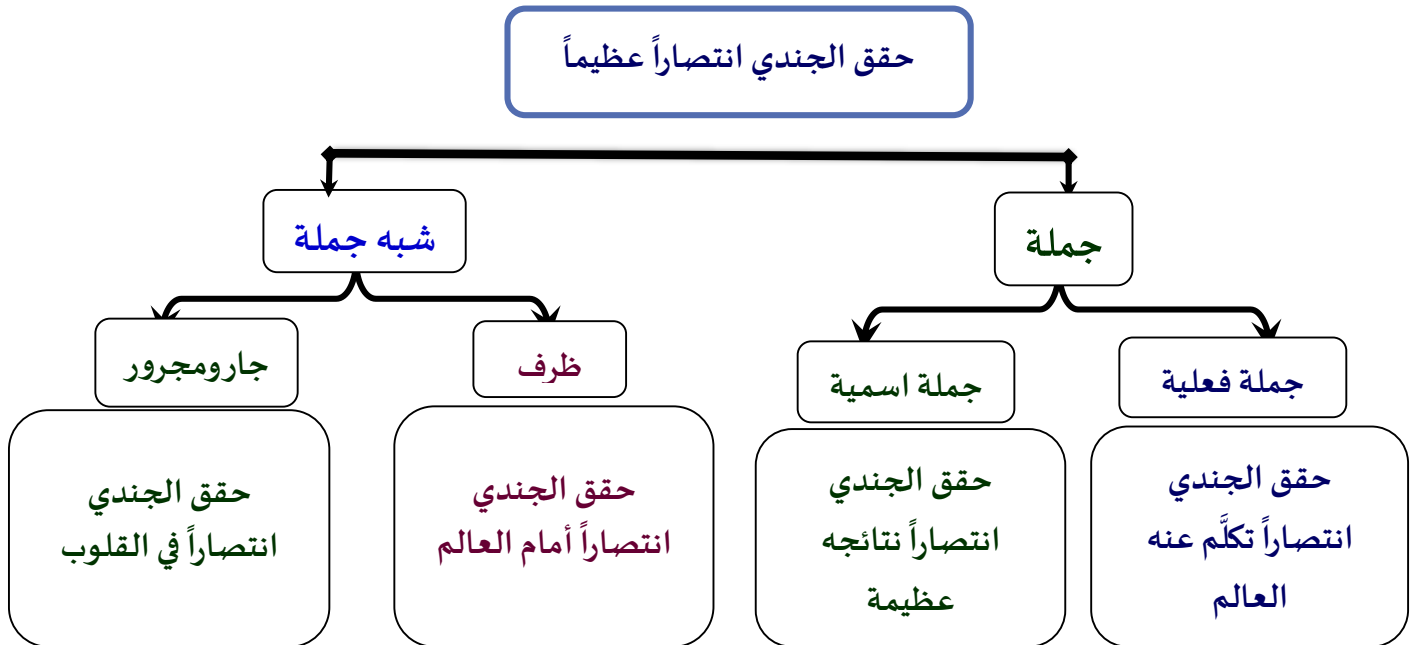 حقق الجندي انتصاراً عظيماً
جملة
شبه جملة
جملة فعلية
جملة اسمية
ظرف
جارومجرور
حقق الجندي
انتصاراً تكلَّم عنه
العالم
حقق الجندي
انتصاراً نتائجه
عظيمة
حقق الجندي
انتصاراً أمام العالم
حقق الجندي
انتصاراً في القلوب